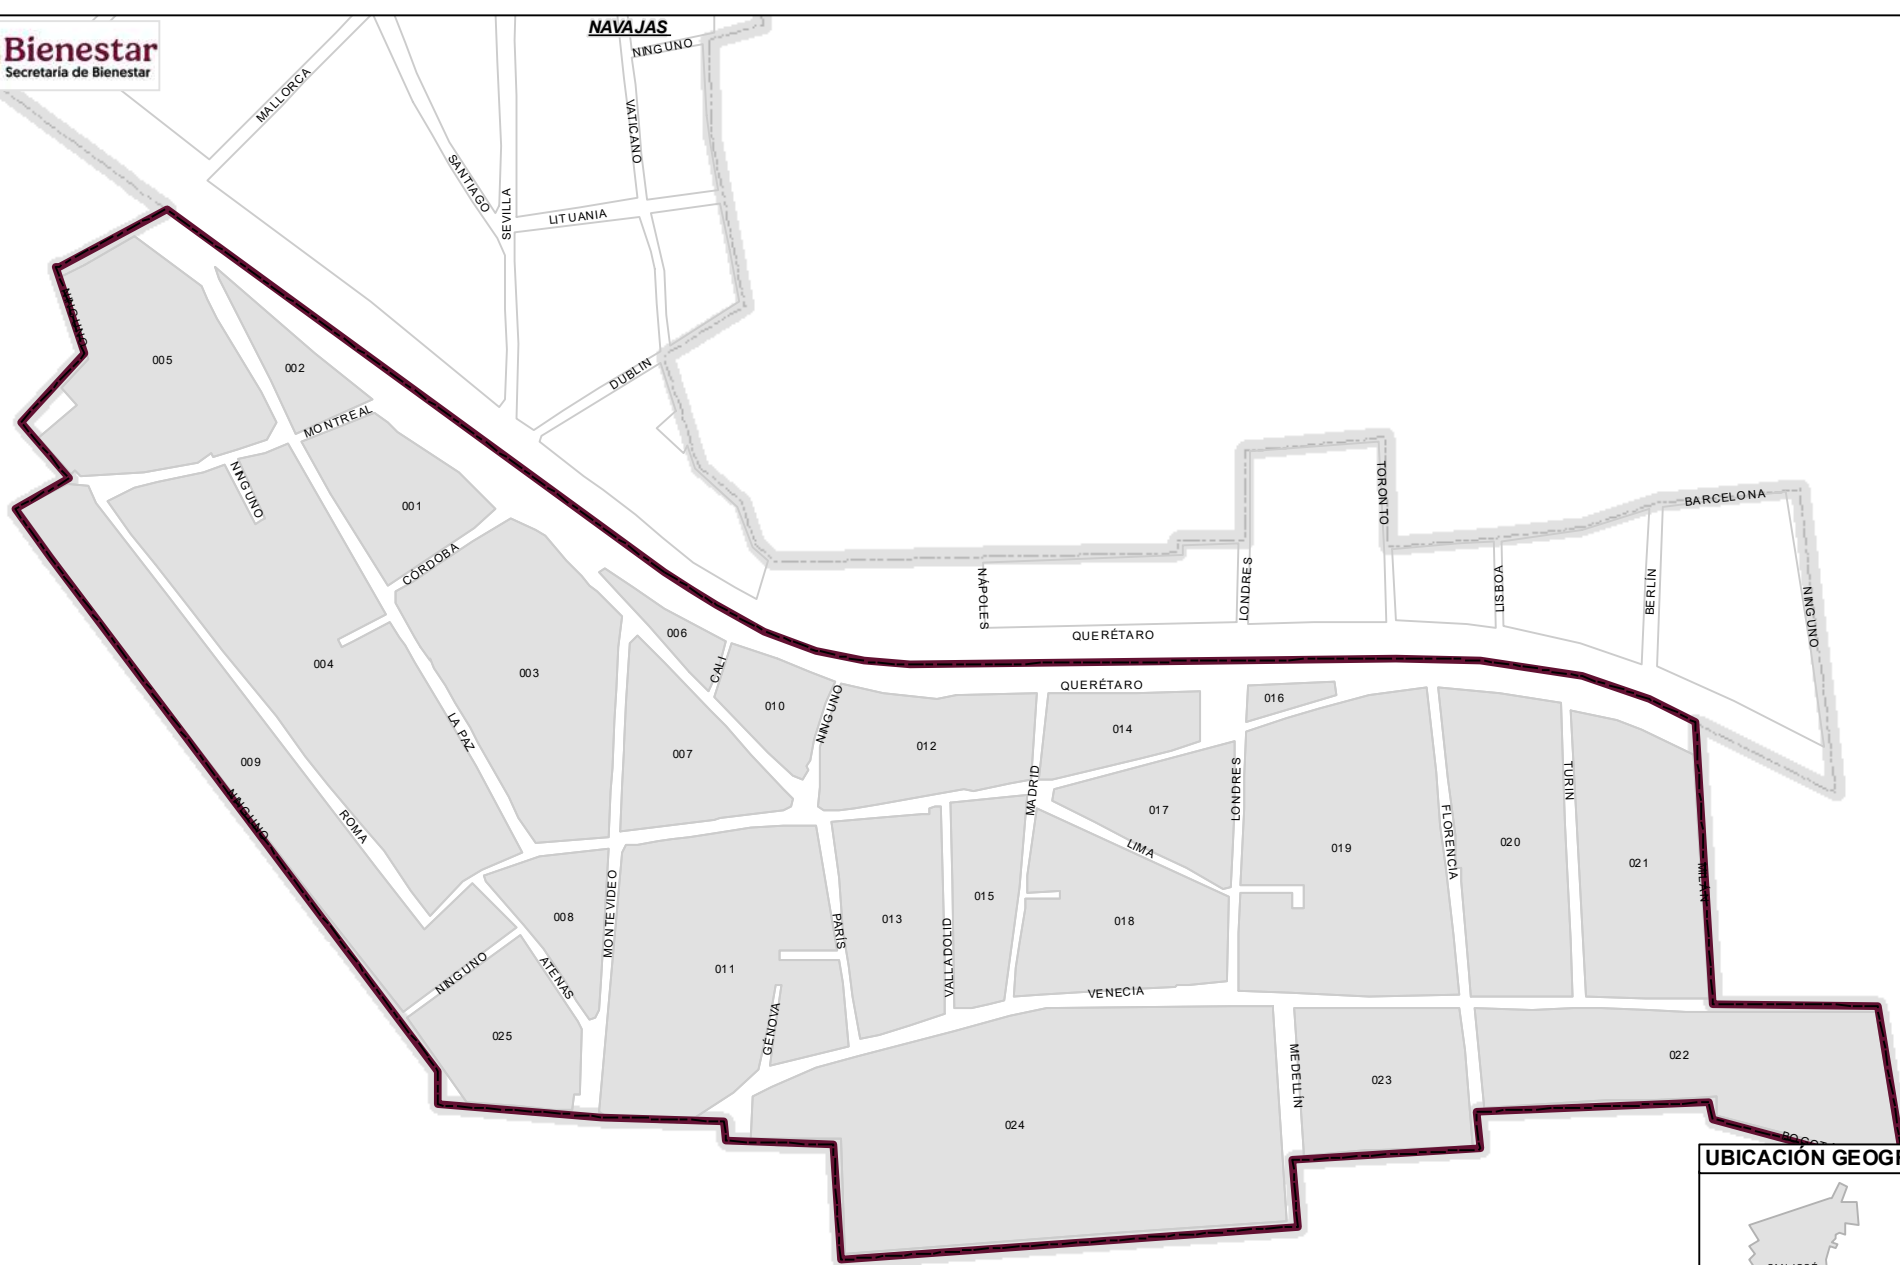 NAVAJAS
Bienestar
Secretaría de Bienestar
NINGUNO
MALLORCA
VATICANO
SANTIAGO
SEVILLA
LITUANIA
NINGUNO
005
002
DUBLIN
MONTREAL
NINGUNO
001
TORONTO
BARCELONA
CÓRDOBA
NÁPOLES
LONDRES
LISBOA
BERLÍN
NINGUNO
006
QUERÉTARO
004
003
CALI
QUERÉTARO
016
010
NINGUNO
LA PAZ
014
012
007
009
NINGUNO
ROMA
MADRID
LONDRES
TURIN
017
FLORENCIA
LIMA
019
020
021
MILÁN
MONTEVIDEO
015
008
PARÍS
013
018
VALLADOLID
NINGUNO
ATENAS
011
VENECIA
GÉNOVA
025
MEDELLÍN
022
023
024
UBICACIÓN GEOGR